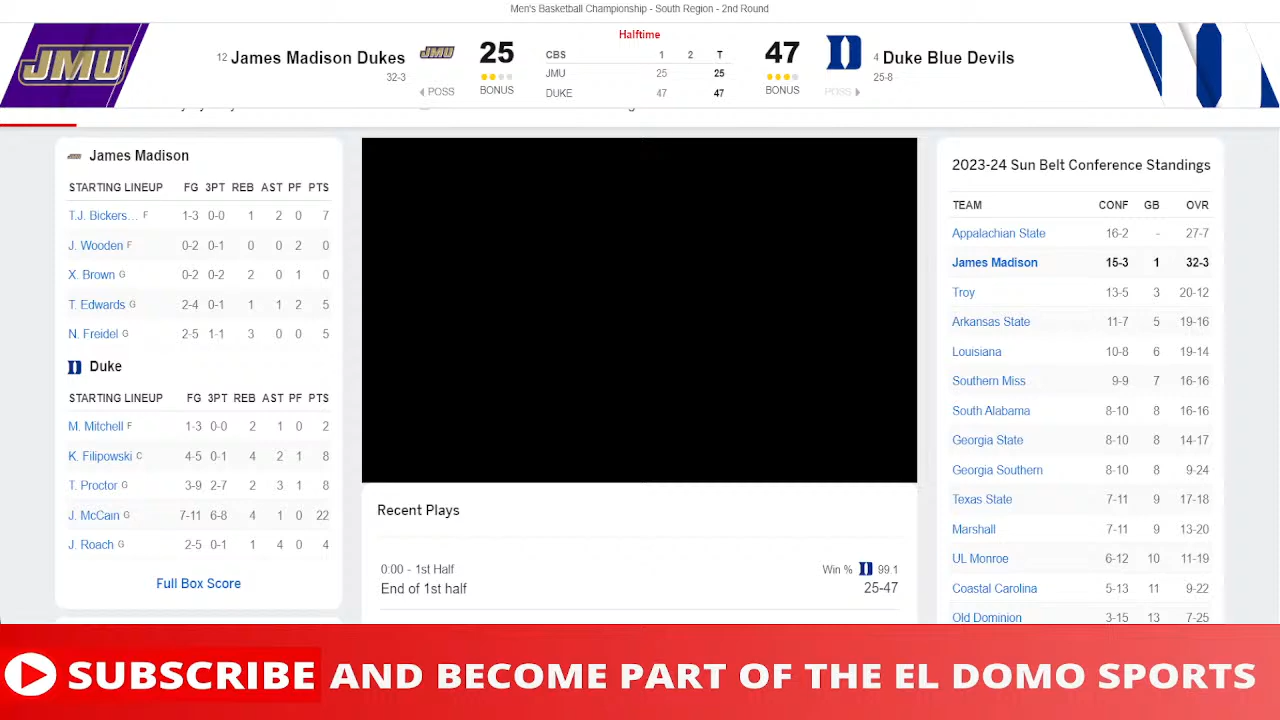 Men's Basketball Championship - South Region - 2nd Round
JMU
12 James Madison Dukes
32-3
JMU
25
BONUS
POSS
Halftime
CBS 1 2 T
JMU 25 25
DUKE 47 47
47
BONUS
POSS
4 Duke Blue Devils
25-8
James Madison
STARTING LINEUP FG 3PT REB AST PF PTS
T.J. Bickers... F 1-3 0-0 1 2 0 7
J. Wooden F 0-2 0-1 0 0 2 0
X. Brown G 0-2 0-2 2 0 1 0
T. Edwards G 2-4 0-1 1 1 2 5
N. Freidel G 2-5 1-1 3 0 0 5
Duke
STARTING LINEUP FG 3PT REB AST PF PTS
M. Mitchell F 1-3 0-0 2 1 0 2
K. Filipowski C 4-5 0-1 4 2 1 8
T. Proctor G 3-9 2-7 2 3 1 8
J. McCain G 7-11 6-8 4 1 0 22
J. Roach G 2-5 0-1 1 4 0 4
Full Box Score
Recent Plays
0:00 - 1st Half Win % 99.1
End of 1st half 25-47
2023-24 Sun Belt Conference Standings
TEAM CONF GB OVR
Appalachian State 16-2 - 27-7
James Madison 15-3 1 32-3
Troy 13-5 3 20-12
Arkansas State 11-7 5 19-16
Louisiana 10-8 6 19-14
Southern Miss 9-9 7 16-16
South Alabama 8-10 8 16-16
Georgia State 8-10 8 14-17
Georgia Southern 8-10 8 9-24
Texas State 7-11 9 17-18
Marshall 7-11 9 13-20
UL Monroe 6-12 10 11-19
Coastal Carolina 5-13 11 9-22
Old Dominion 3-15 13 7-25
SUBSCRIBE AND BECOME PART OF THE EL DOMO SPORTS